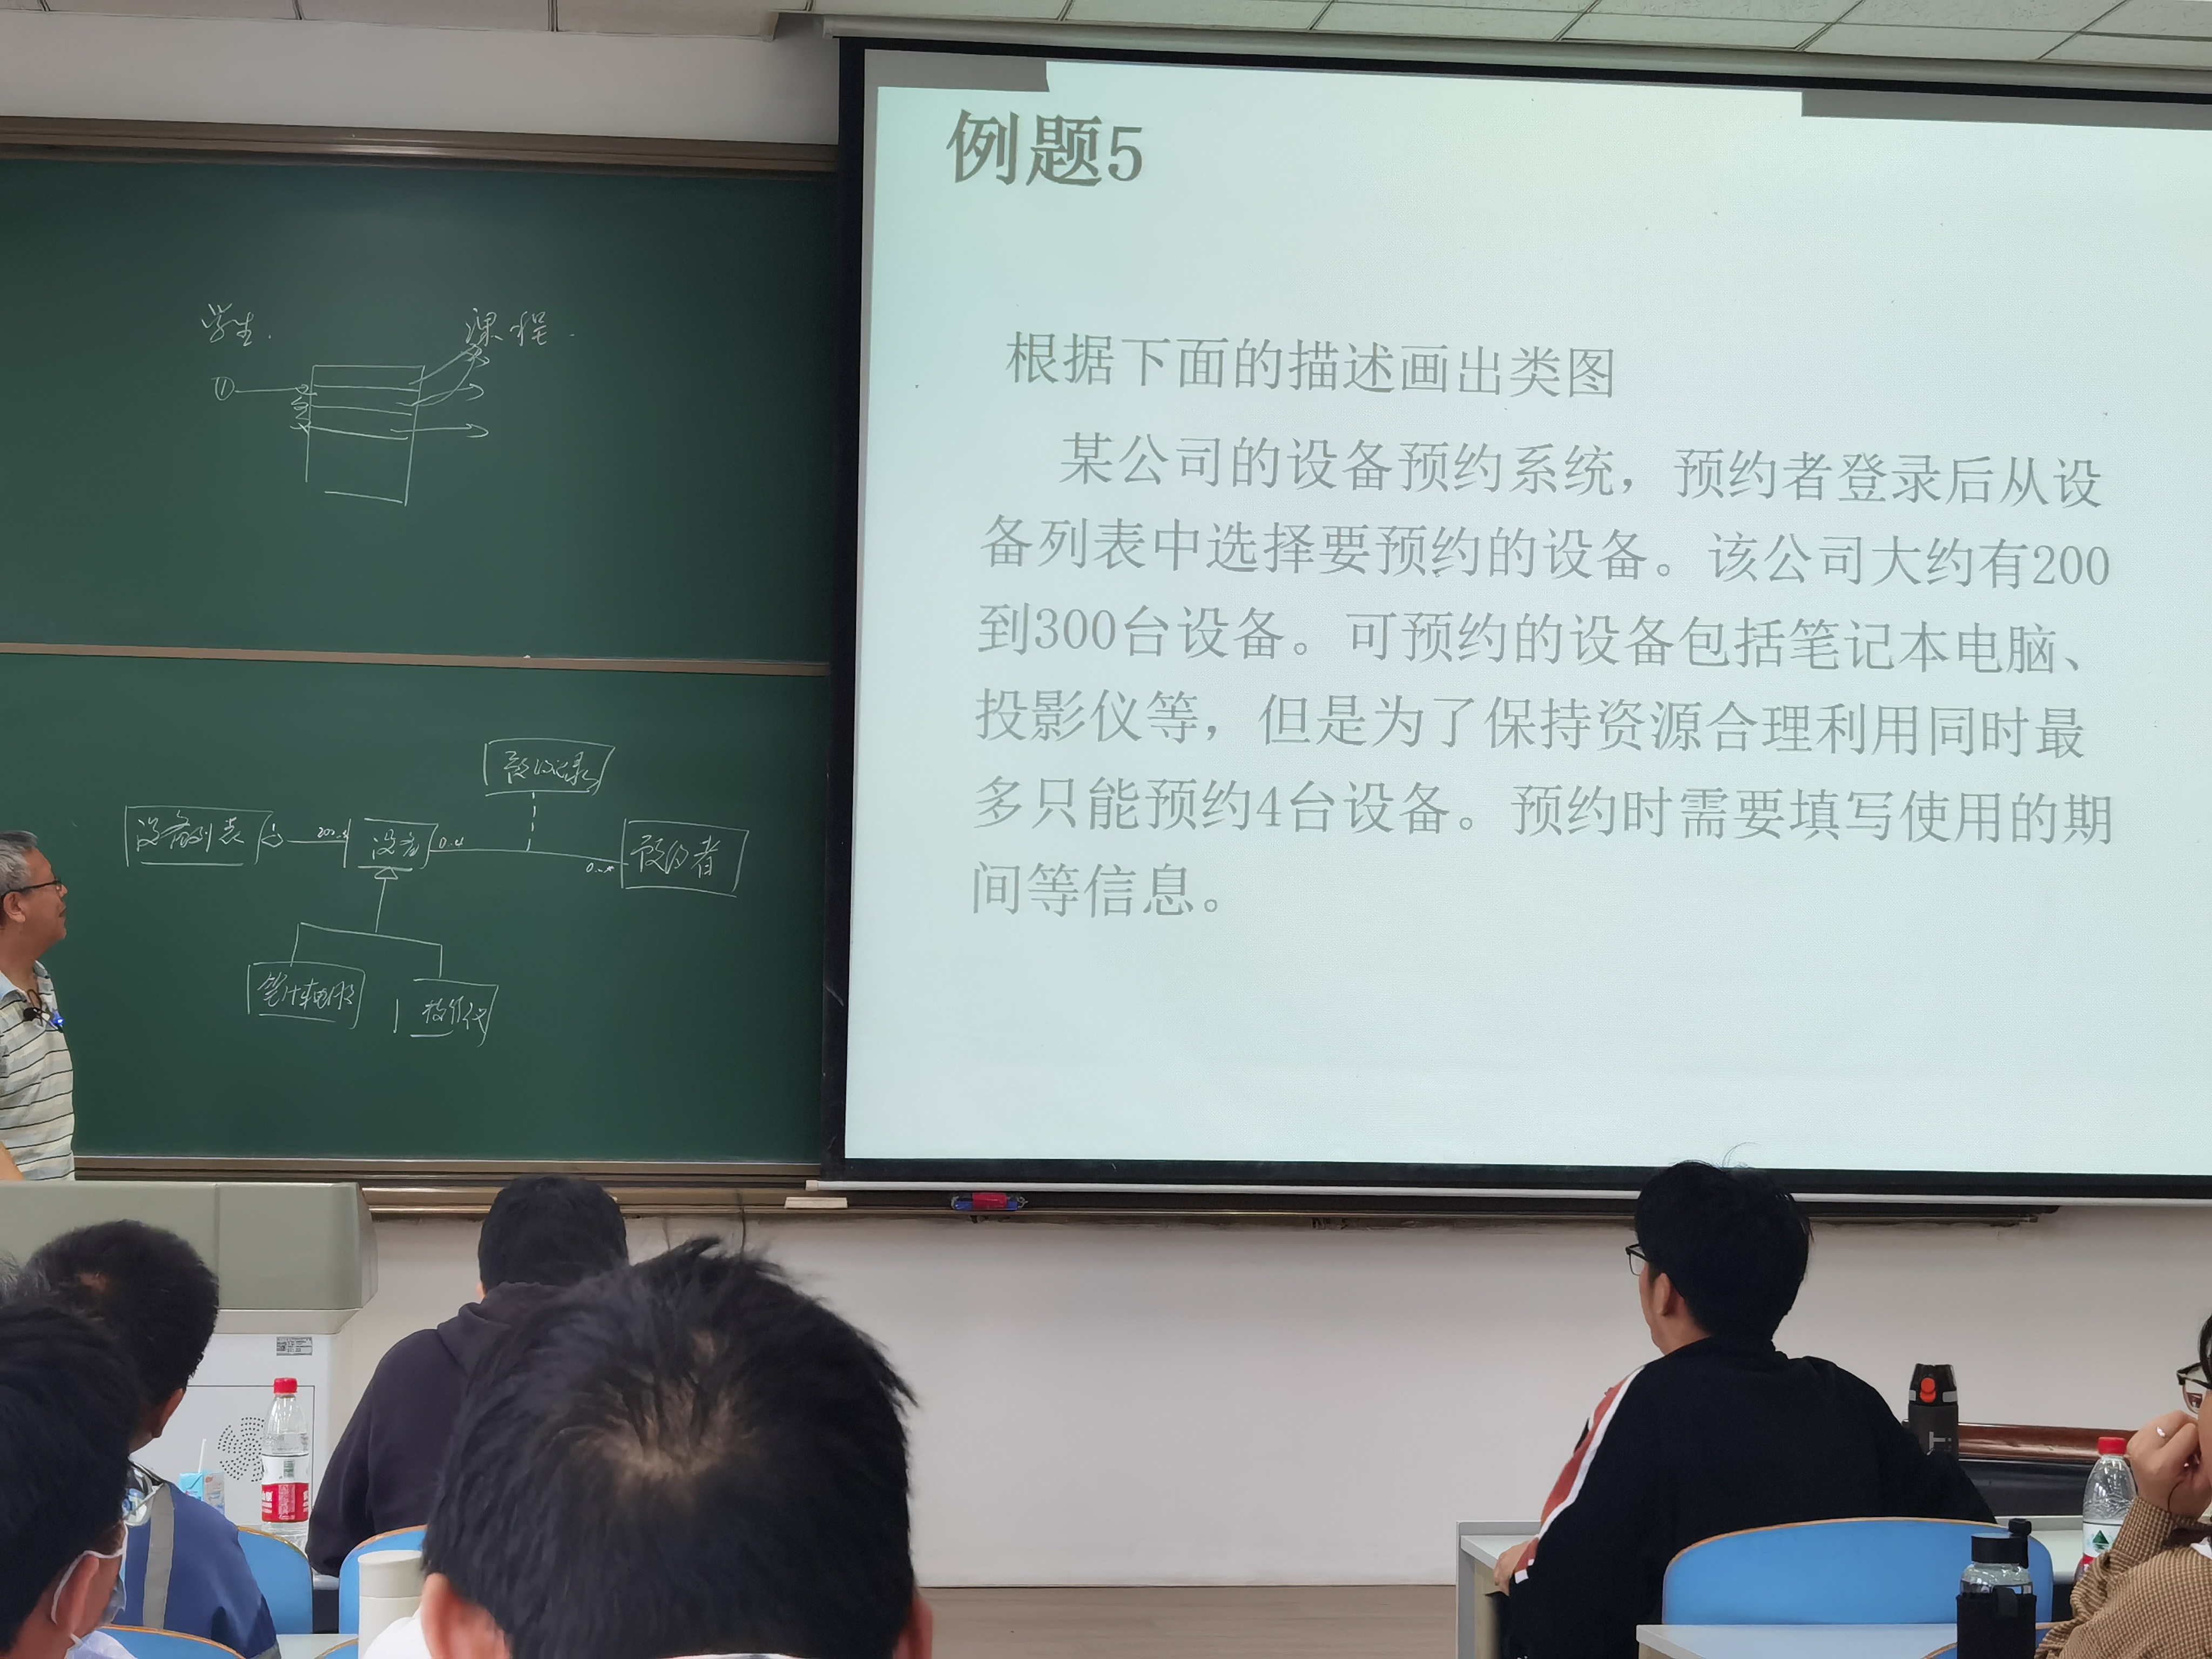 例题5
根据下面的描述画出类图
某公司的设备预约系统，预约者登录后从设
备列表中选择要预约的设备。该公司大约有200
到300台设备。可预约的设备包括笔记本电脑、
投影仪等，但是为了保持资源合理利用同时最
多只能预约4台设备。预约时需要填写使用的期
间等信息。
学生.
课程.
①
预约记录
设备列表
设备
0..4
0..*
预约者
笔记本电脑
投影仪